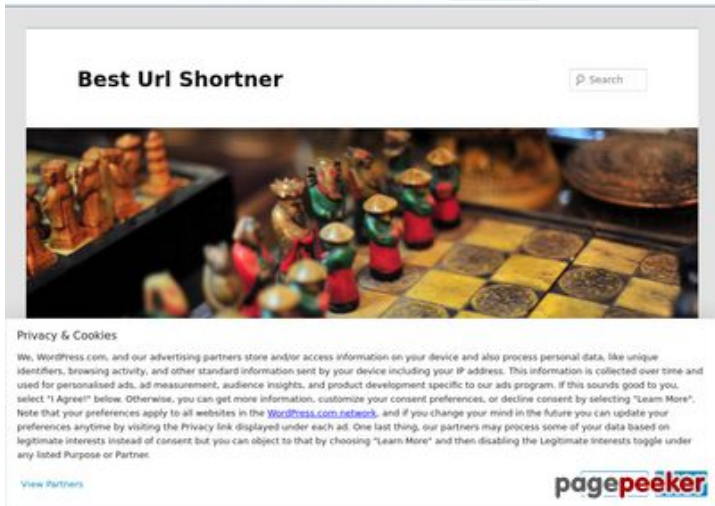 Best Url Shortner
Search
Privacy & Cookies
We, WordPress.com, and our advertising partners store and/or access information on your device and also process personal data, like unique
identifiers, browsing activity, and other standard information sent by your device including your IP address. This information is collected over time and
used for personalised ads, ad measurement, audience insights, and product development specific to our ads program. If this sounds good to you,
select "I Agree!" below. Otherwise, you can get more information, customize your consent preferences, or decline consent by selecting "Learn More".
Note that your preferences apply to all websites in the WordPress.com network, and if you change your mind in the future you can update your
preferences anytime by visiting the Privacy link displayed under each ad. One last thing, our partners may process some of your data based on
legitimate interests instead of consent but you can object to that by choosing "Learn More" and then disabling the Legitimate Interests toggle under
any listed Purpose or Partner.
View Partners
pagepeeker